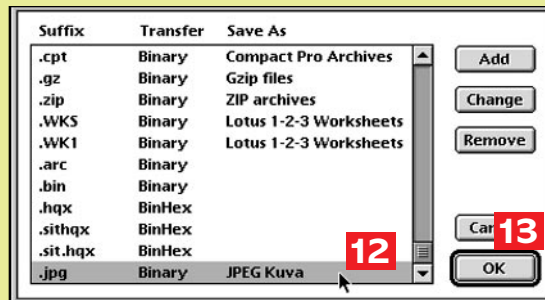 Suffix Transfer Save As
.cpt Binary Compact Pro Archives
.gz Binary Gzip files
.zip Binary ZIP archives
.WKS Binary Lotus 1-2-3 Worksheets
.WK1 Binary Lotus 1-2-3 Worksheets
.arc Binary
.bin Binary
.hqx BinHex
.sithqx BinHex
.sit.hqx BinHex
.jpg Binary JPEG Kuva
12
Add
Change
Remove
13
OK